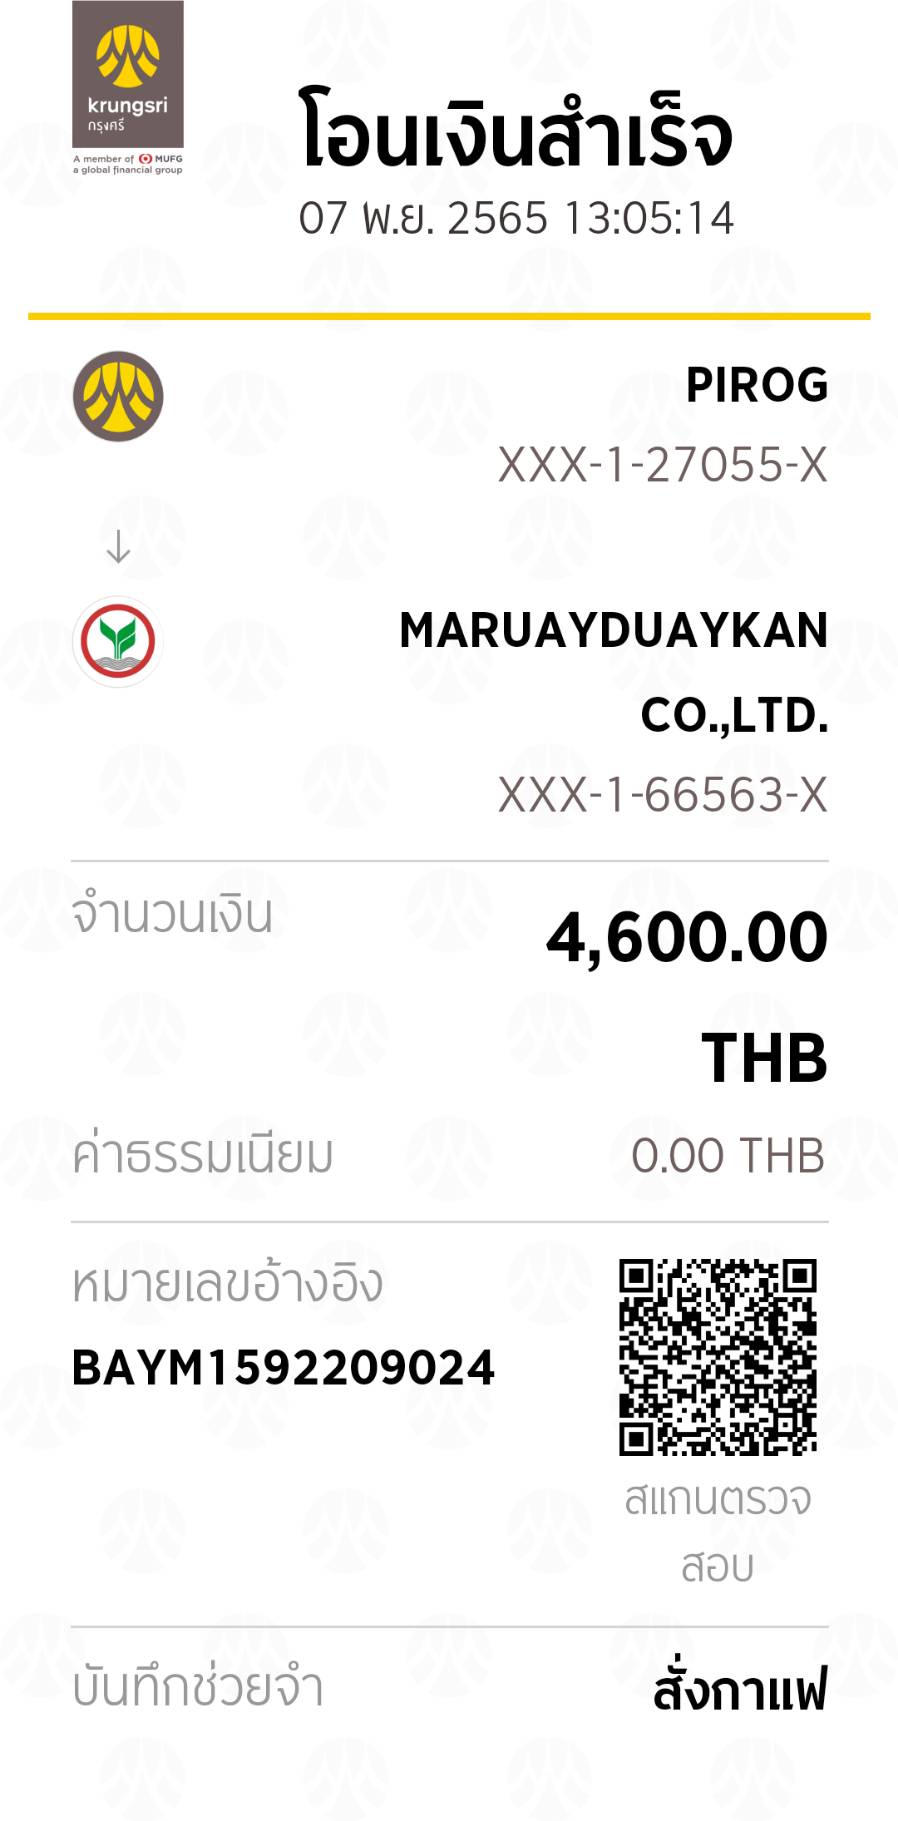 krungsri
กรุงศรี
A member of MUFG
a global financial group
โอนเงินสำเร็จ
07 พ.ย. 2565 13:05:14
PIROG
XXX-1-27055-X
MARUAYDUAYKAN
CO.,LTD.
XXX-1-66563-X
จำนวนเงิน
4,600.00
THB
ค่าธรรมเนียม 0.00 THB
หมายเลขอ้างอิง
BAYM1592209024
สแกนตรวจ
สอบ
บันทึกช่วยจำ สั่งกาแฟ